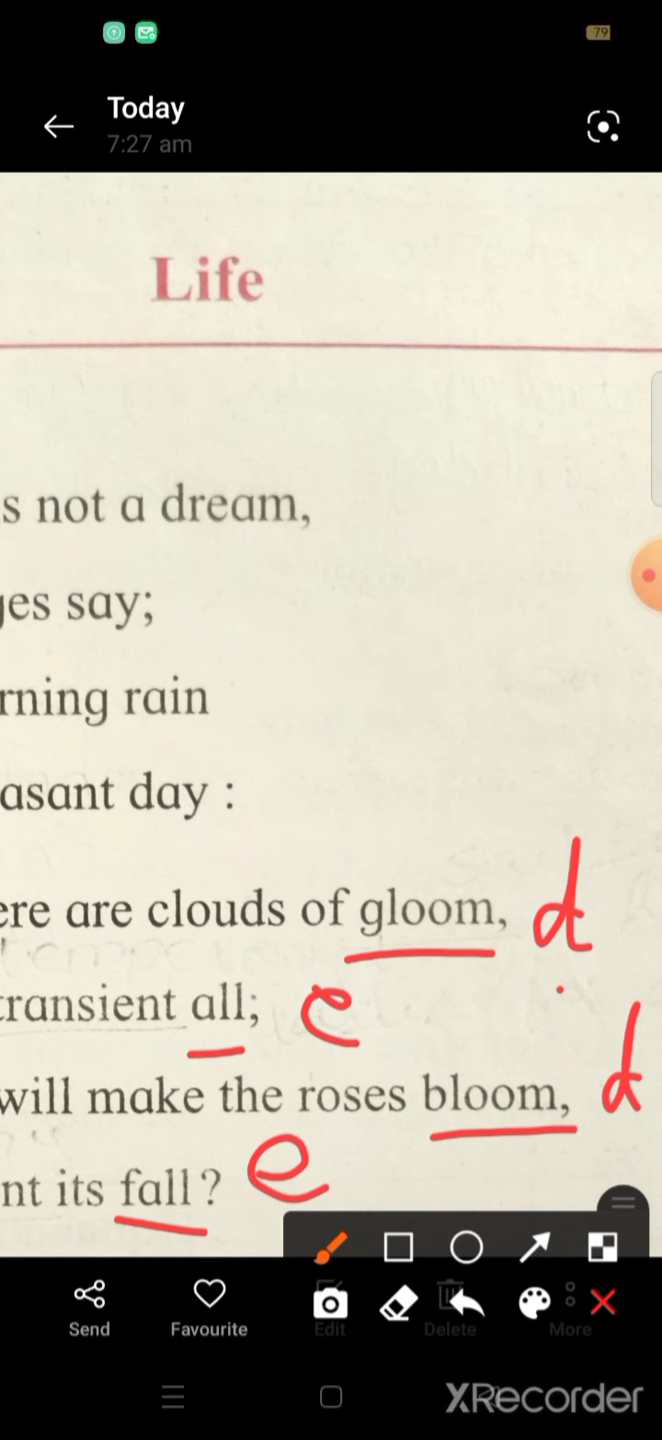 79
Today
7:27 am
Life
s not a dream,
ges say;
rning rain
asant day :
ere are clouds of gloom, d
transient all; e
will make the roses bloom, d
nt its fall? e
Send Favourite Edit Delete More
XRecorder